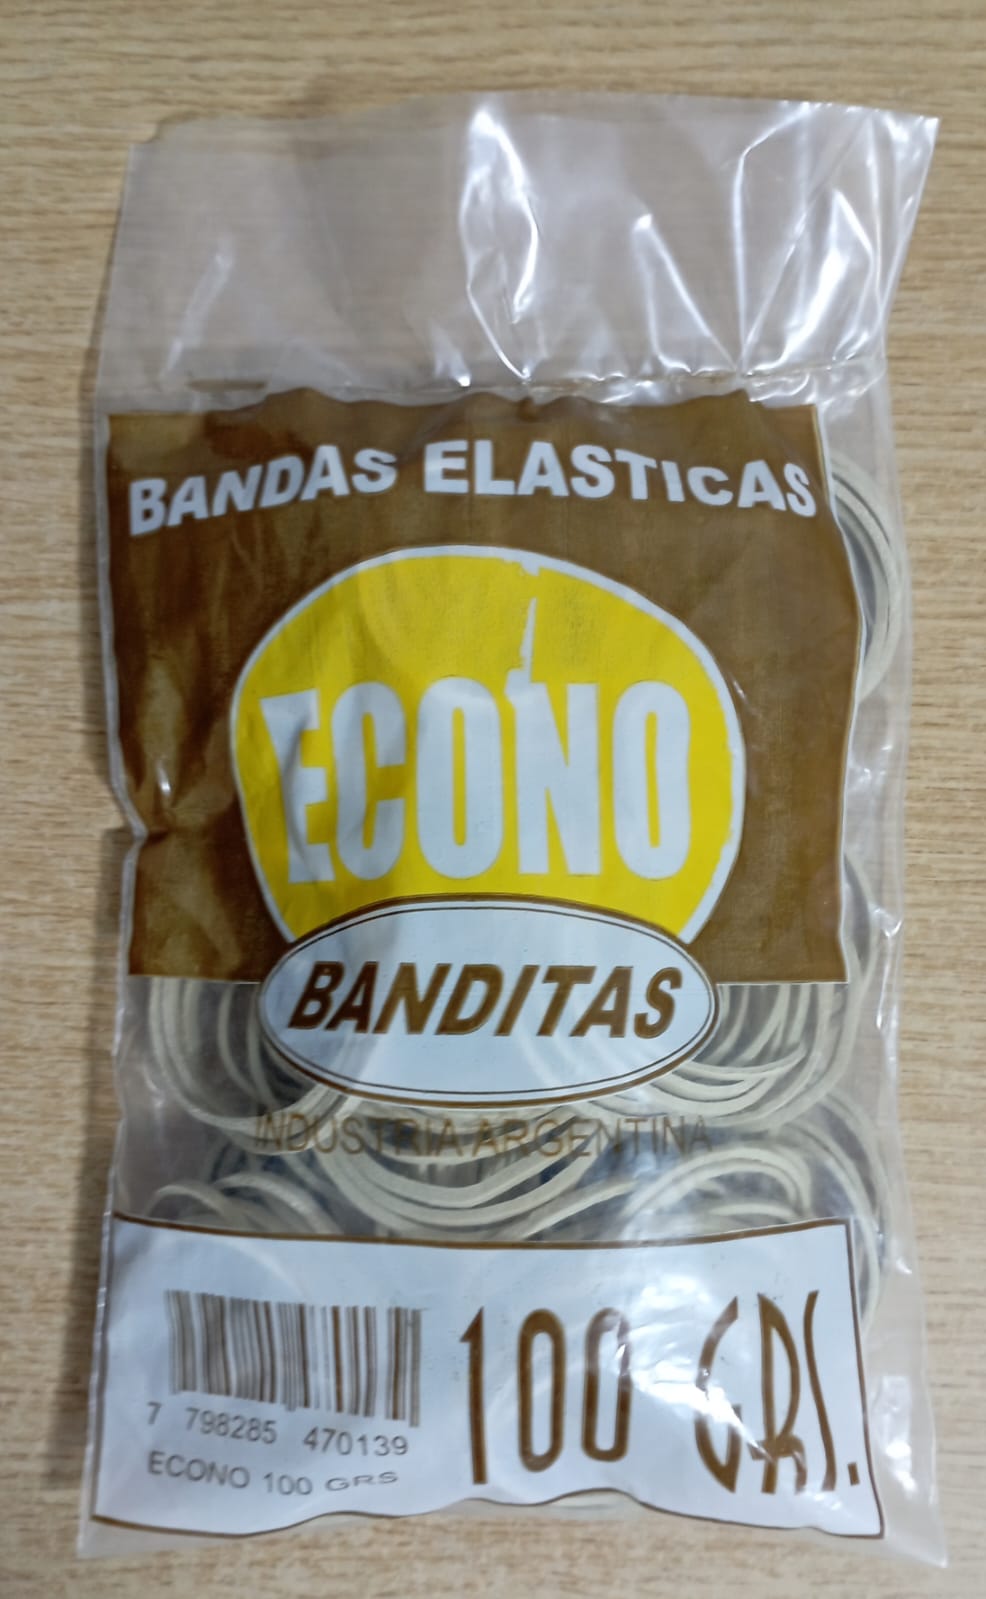 BANDAS ELASTICAS
ECONO
BANDITAS
INDUSTRIA ARGENTINA
100 GRS.
7 798285 470139
ECONO 100 GRS